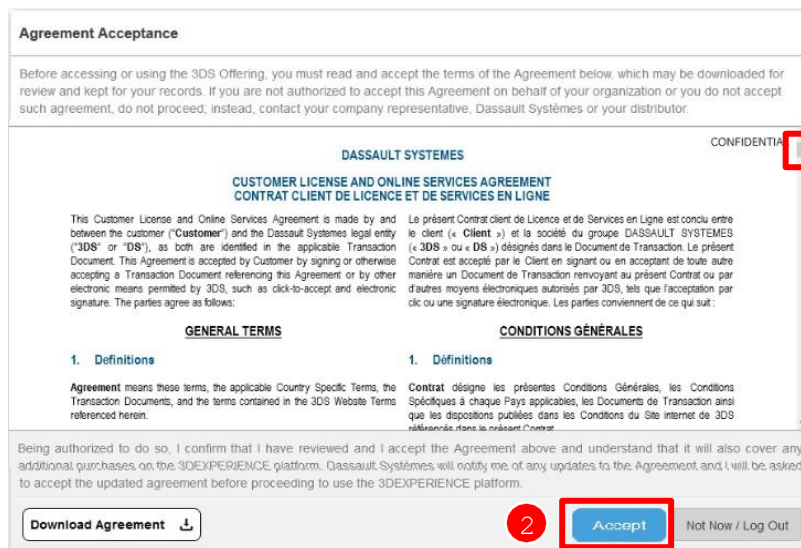 Agreement Acceptance
Before accessing or using the 3DS Offering, you must read and accept the terms of the Agreement below, which may be downloaded for
review and kept for your records. If you are not authorized to accept this Agreement on behalf of your organization or you do not accept
such agreement, do not proceed; instead, contact your company representative, Dassault Systèmes or your distributor.
CONFIDENTIAL
DASSAULT SYSTEMES
CUSTOMER LICENSE AND ONLINE SERVICES AGREEMENT
CONTRAT CLIENT DE LICENCE ET DE SERVICES EN LIGNE
This Customer License and Online Services Agreement is made by and
between the customer ("Customer") and the Dassault Systemes legal entity
("3DS" or "DS"), as both are identified in the applicable Transaction
Document. This Agreement is accepted by Customer by signing or otherwise
accepting a Transaction Document referencing this Agreement or by other
electronic means permitted by 3DS, such as click-to-accept and electronic
signature. The parties agree as follows:
GENERAL TERMS
1. Definitions
Agreement means these terms, the applicable Country Specific Terms, the
Transaction Documents, and the terms contained in the 3DS Website Terms
referenced herein.
Le présent Contrat client de Licence et de Services en Ligne est conclu entre
le client (« Client ») et la société du groupe DASSAULT SYSTEMES
(« 3DS » ou « DS ») désignés dans le Document de Transaction. Le présent
Contrat est accepté par le Client en signant ou en acceptant de toute autre
manière un Document de Transaction renvoyant au présent Contrat ou par
d'autres moyens électroniques autorisés par 3DS, tels que l'acceptation par
clic ou une signature électronique. Les parties conviennent de ce qui suit :
CONDITIONS GÉNÉRALES
1. Définitions
Contrat désigne les présentes Conditions Générales, les Conditions
Spécifiques à chaque Pays applicables, les Documents de Transaction ainsi
que les dispositions publiées dans les Conditions du Site internet de 3DS
référencés dans le présent Contrat.
Being authorized to do so, I confirm that I have reviewed and I accept the Agreement above and understand that it will also cover any
additional purchases on the 3DEXPERIENCE platform. Dassault Systèmes will notify me of any updates to the Agreement and I will be asked
to accept the updated agreement before proceeding to use the 3DEXPERIENCE platform.
Download Agreement
2
Accept
Not Now / Log Out